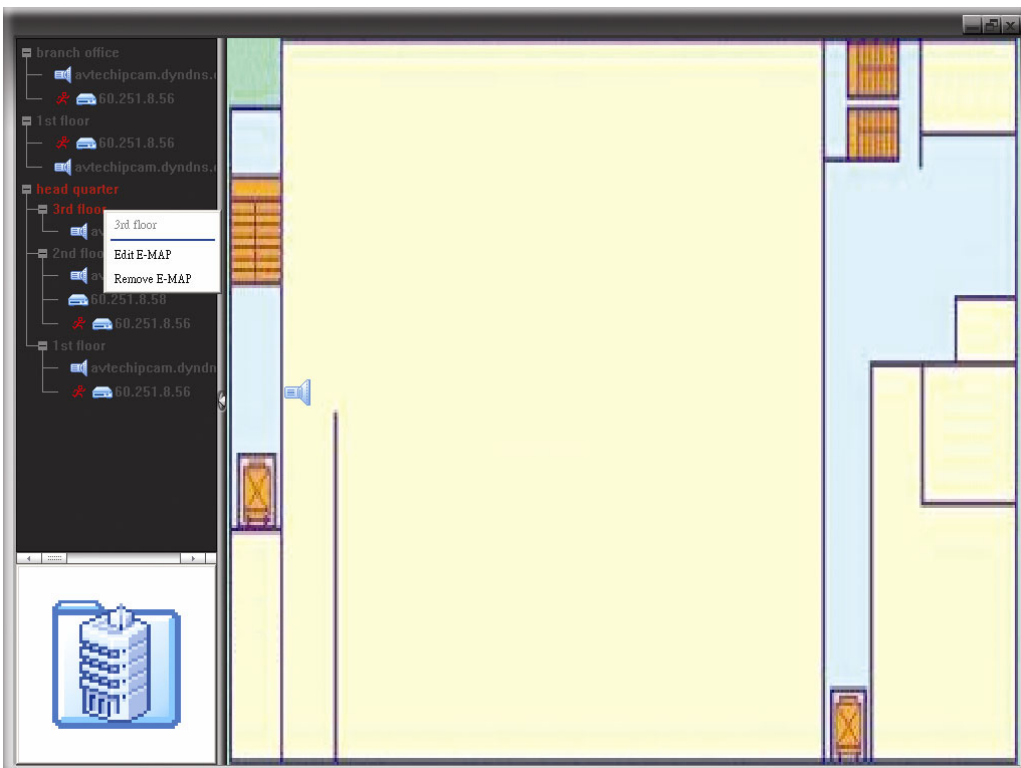 branch office
avtechipcam.dyndns.
60.251.8.56
1st floor
60.251.8.56
avtechipcam.dyndns.
head quarter
3rd floor
3rd floor
Edit E-MAP
Remove E-MAP
av
2nd floo
av
60.251.8.58
60.251.8.56
1st floor
avtechipcam.dyndn
60.251.8.56